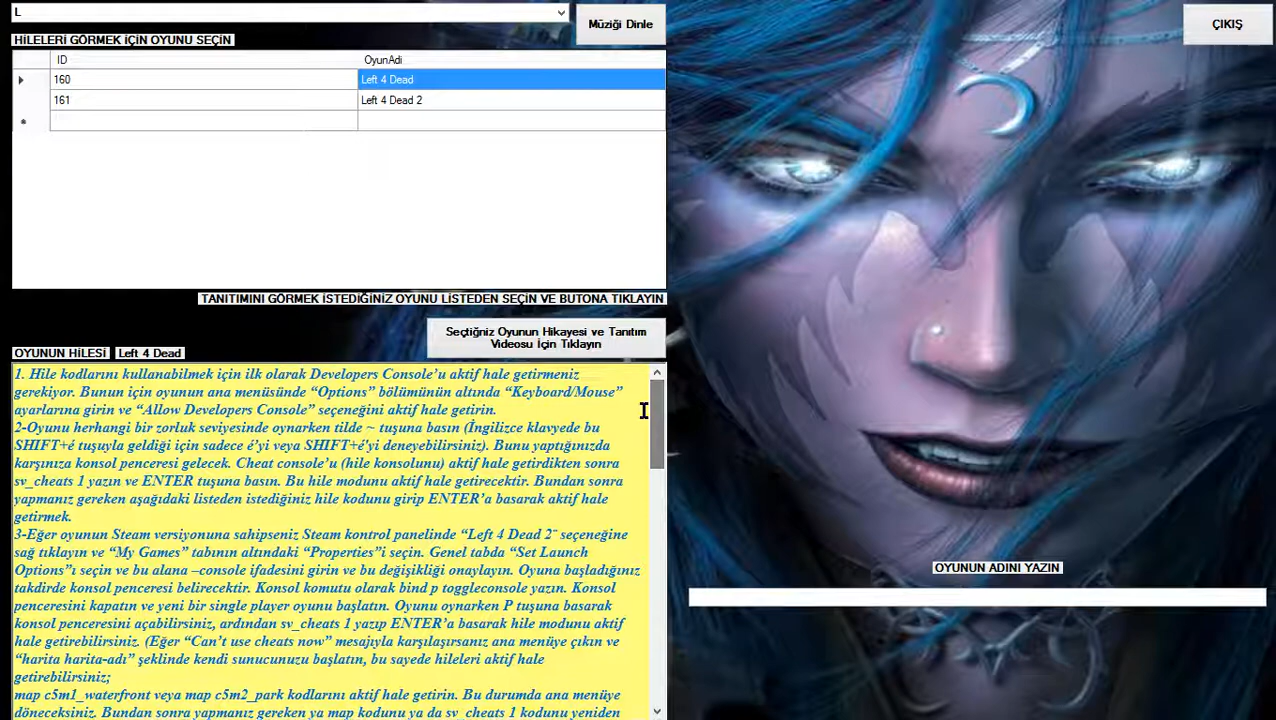 L
Müziği Dinle
ÇIKIŞ
HİLELERİ GÖRMEK İÇİN OYUNU SEÇİN
ID OyunAdi
160 Left 4 Dead
161 Left 4 Dead 2
TANITIMINI GÖRMEK İSTEDİĞİNİZ OYUNU LİSTEDEN SEÇİN VE BUTONA TIKLAYIN
Seçtiğniz Oyunun Hikayesi ve Tanıtım
Videosu İçin Tıklayın
OYUNUN HİLESİ Left 4 Dead
1. Hile kodlarını kullanabilmek için ilk olarak Developers Console’u aktif hale getirmeniz
gerekiyor. Bunun için oyunun ana menüsünde “Options” bölümünün altında “Keyboard/Mouse”
ayarlarına girin ve “Allow Developers Console” seçeneğini aktif hale getirin.
2-Oyunu herhangi bir zorluk seviyesinde oynarken tilde ~ tuşuna basın (İngilizce klavyede bu
SHIFT+é tuşuyla geldiği için sadece é’yi veya SHIFT+é'yi deneyebilirsiniz). Bunu yaptığınızda
karşınıza konsol penceresi gelecek. Cheat console’u (hile konsolunu) aktif hale getirdikten sonra
sv_cheats 1 yazın ve ENTER tuşuna basın. Bu hile modunu aktif hale getirecektir. Bundan sonra
yapmanız gereken aşağıdaki listeden istediğiniz hile kodunu girip ENTER’a basarak aktif hale
getirmek.
3-Eğer oyunun Steam versiyonuna sahipseniz Steam kontrol panelinde “Left 4 Dead 2¨ seçeneğine
sağ tıklayın ve “My Games” tabının altındaki “Properties”i seçin. Genel tabda “Set Launch
Options”ı seçin ve bu alana –console ifadesini girin ve bu değişikliği onaylayın. Oyuna başladığınız
takdirde konsol penceresi belirecektir. Konsol komutu olarak bind p toggleconsole yazın. Konsol
penceresini kapatın ve yeni bir single player oyunu başlatın. Oyunu oynarken P tuşuna basarak
konsol penceresini açabilirsiniz, ardından sv_cheats 1 yazıp ENTER’a basarak hile modunu aktif
hale getirebilirsiniz. (Eğer “Can’t use cheats now” mesajıyla karşılaşırsanız ana menüye çıkın ve
“harita harita-adı” şeklinde kendi sunucunuzu başlatın, bu sayede hileleri aktif hale
getirebilirsiniz;
map c5m1_waterfront veya map c5m2_park kodlarını aktif hale getirin. Bu durumda ana menüye
döneceksiniz. Bundan sonra yapmanız gereken ya map kodunu ya da sv_cheats 1 kodunu yeniden
OYUNUN ADINI YAZIN